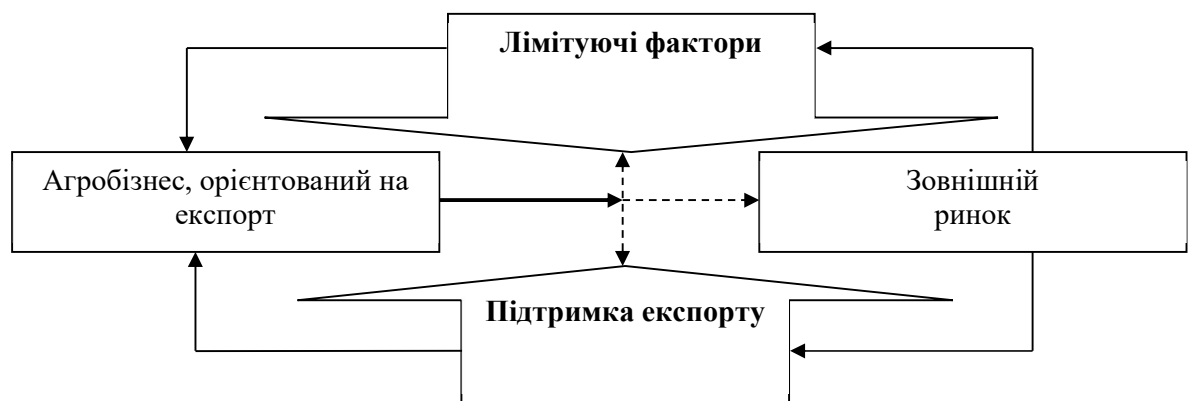 Лімітуючі фактори
Агробізнес, орієнтований на
експорт
Зовнішній
ринок
Підтримка експорту